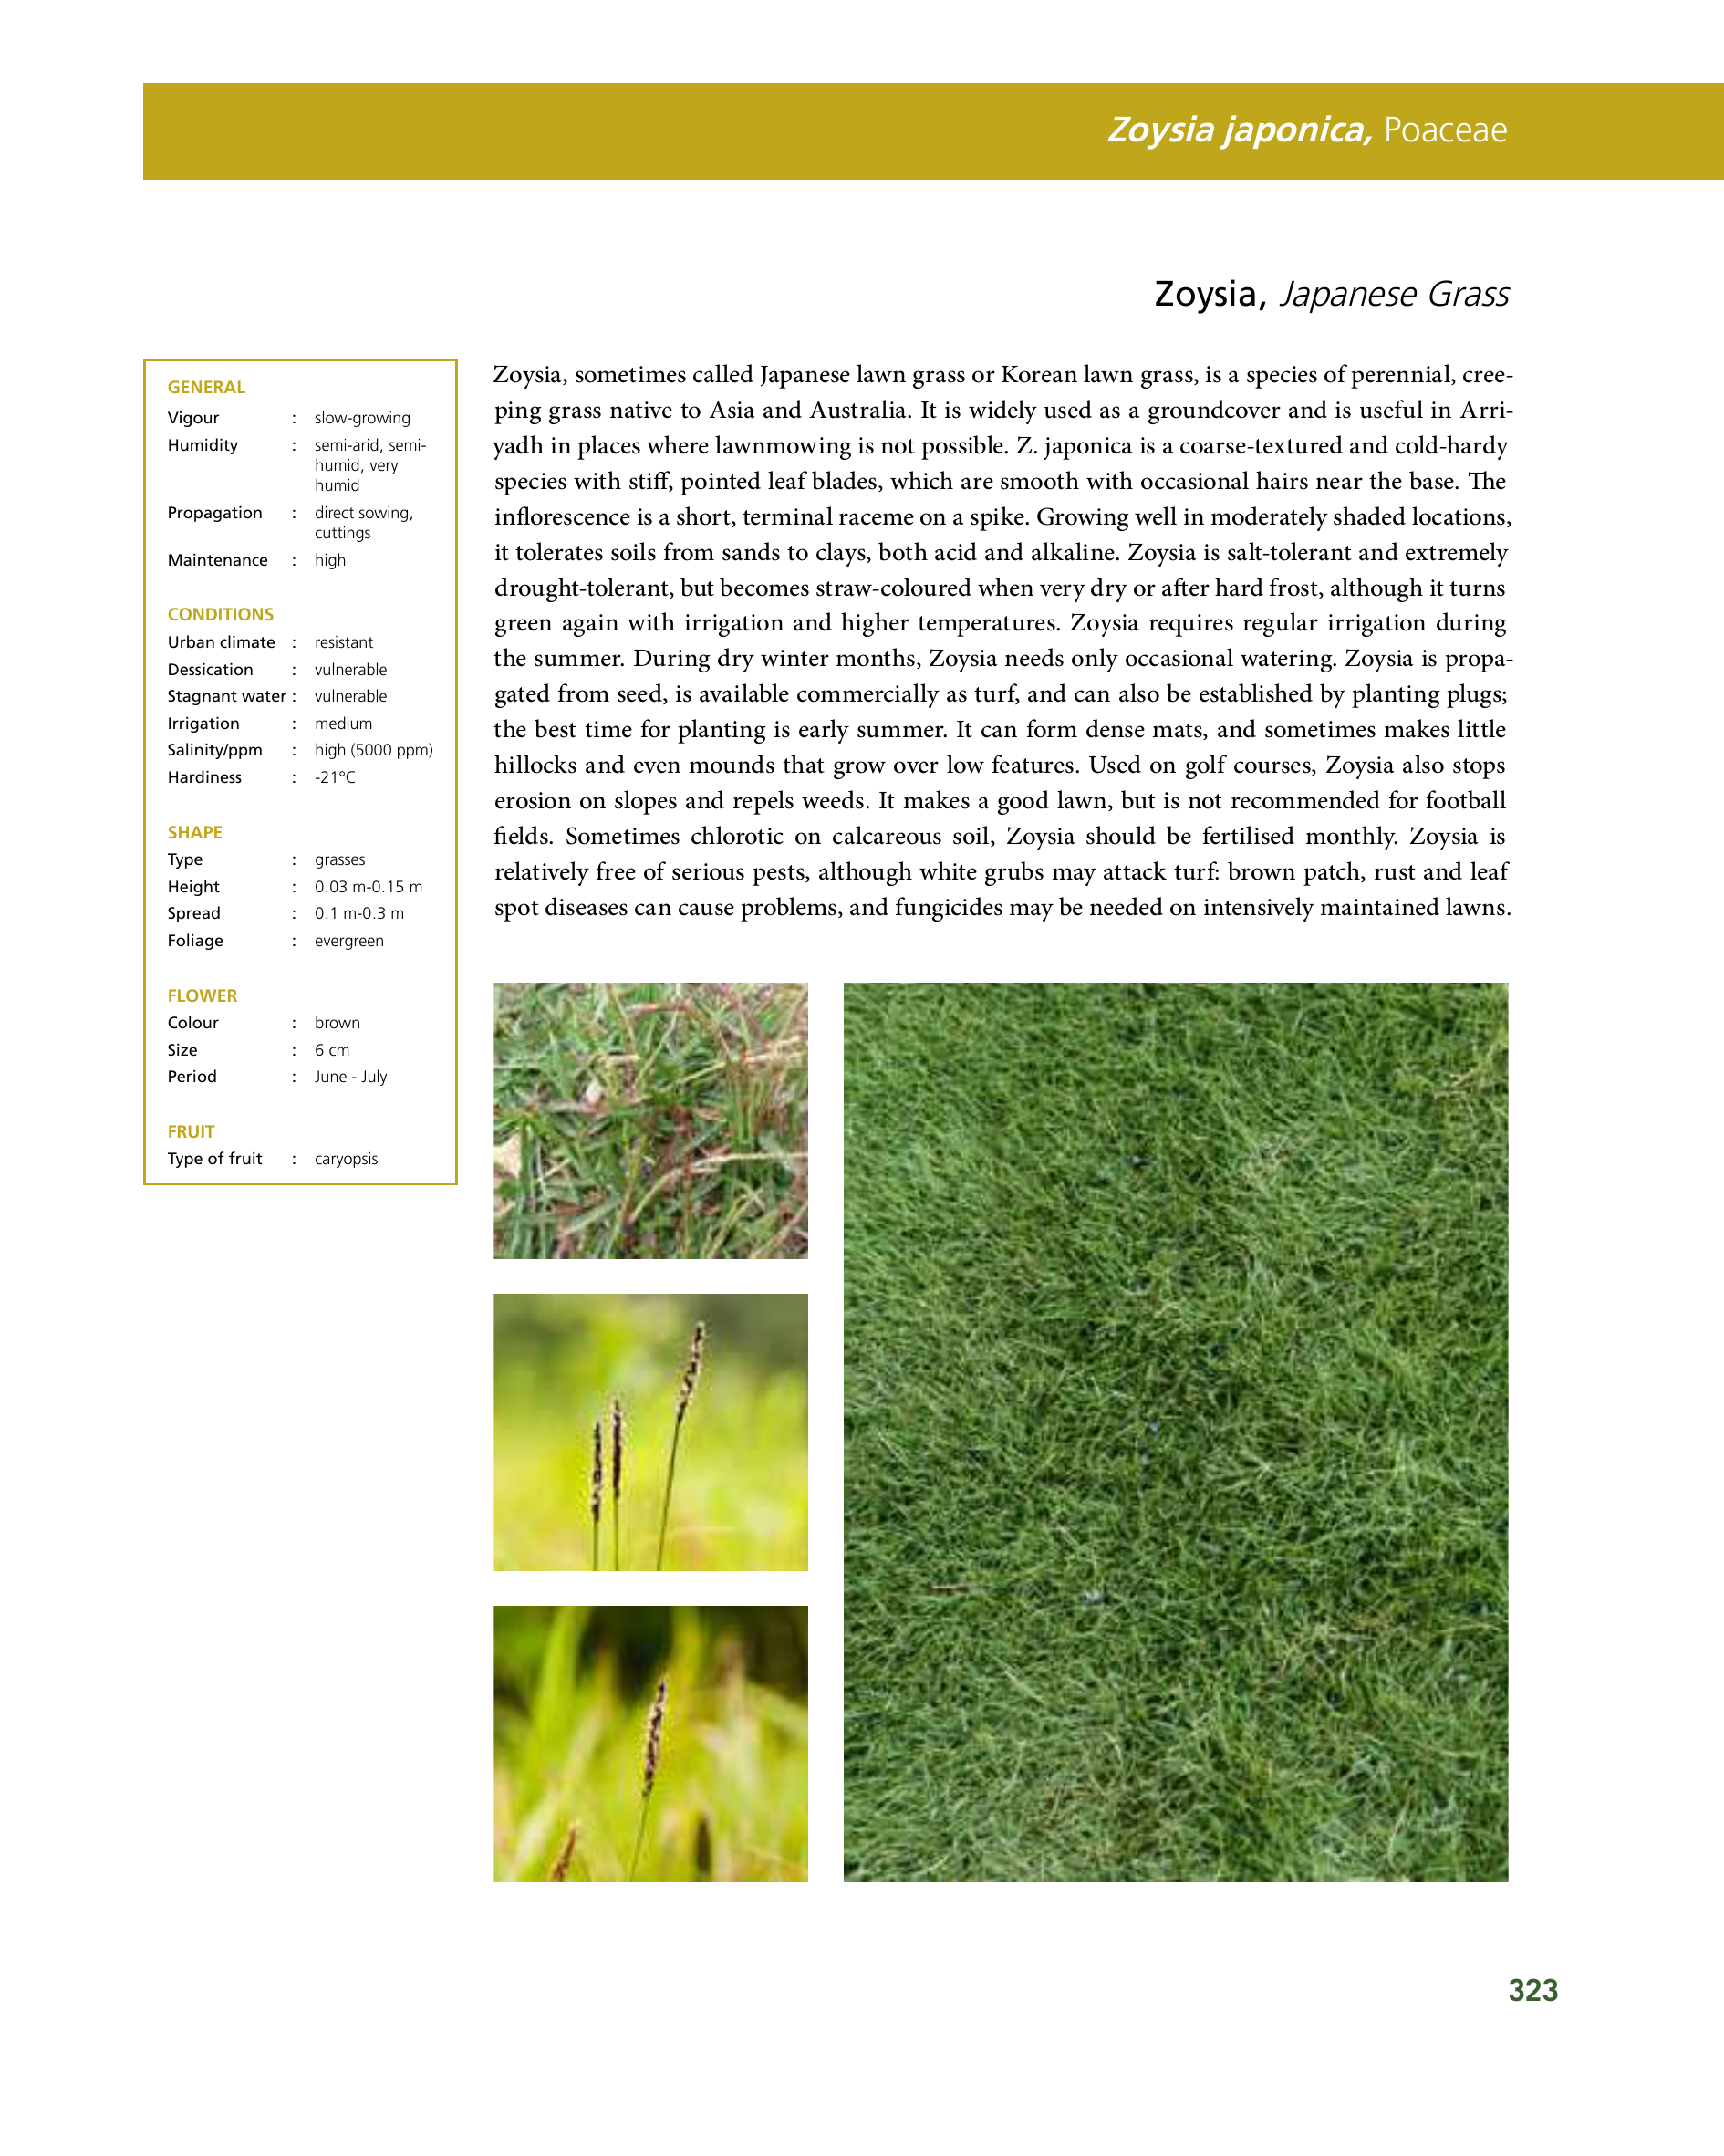 Zoysia japonica, Poaceae
Zoysia, Japanese Grass
GENERAL
Vigour : slow-growing
Humidity : semi-arid, semi-
humid, very
humid
Propagation : direct sowing,
cuttings
Maintenance : high
CONDITIONS
Urban climate : resistant
Dessication : vulnerable
Stagnant water : vulnerable
Irrigation : medium
Salinity/ppm : high (5000 ppm)
Hardiness : -21°C
SHAPE
Type : grasses
Height : 0.03 m-0.15 m
Spread : 0.1 m-0.3 m
Foliage : evergreen
FLOWER
Colour : brown
Size : 6 cm
Period : June - July
FRUIT
Type of fruit : caryopsis
Zoysia, sometimes called Japanese lawn grass or Korean lawn grass, is a species of perennial, cree-
ping grass native to Asia and Australia. It is widely used as a groundcover and is useful in Arri-
yadh in places where lawnmowing is not possible. Z. japonica is a coarse-textured and cold-hardy
species with stiff, pointed leaf blades, which are smooth with occasional hairs near the base. The
inflorescence is a short, terminal raceme on a spike. Growing well in moderately shaded locations,
it tolerates soils from sands to clays, both acid and alkaline. Zoysia is salt-tolerant and extremely
drought-tolerant, but becomes straw-coloured when very dry or after hard frost, although it turns
green again with irrigation and higher temperatures. Zoysia requires regular irrigation during
the summer. During dry winter months, Zoysia needs only occasional watering. Zoysia is propa-
gated from seed, is available commercially as turf, and can also be established by planting plugs;
the best time for planting is early summer. It can form dense mats, and sometimes makes little
hillocks and even mounds that grow over low features. Used on golf courses, Zoysia also stops
erosion on slopes and repels weeds. It makes a good lawn, but is not recommended for football
fields. Sometimes chlorotic on calcareous soil, Zoysia should be fertilised monthly. Zoysia is
relatively free of serious pests, although white grubs may attack turf: brown patch, rust and leaf
spot diseases can cause problems, and fungicides may be needed on intensively maintained lawns.
323